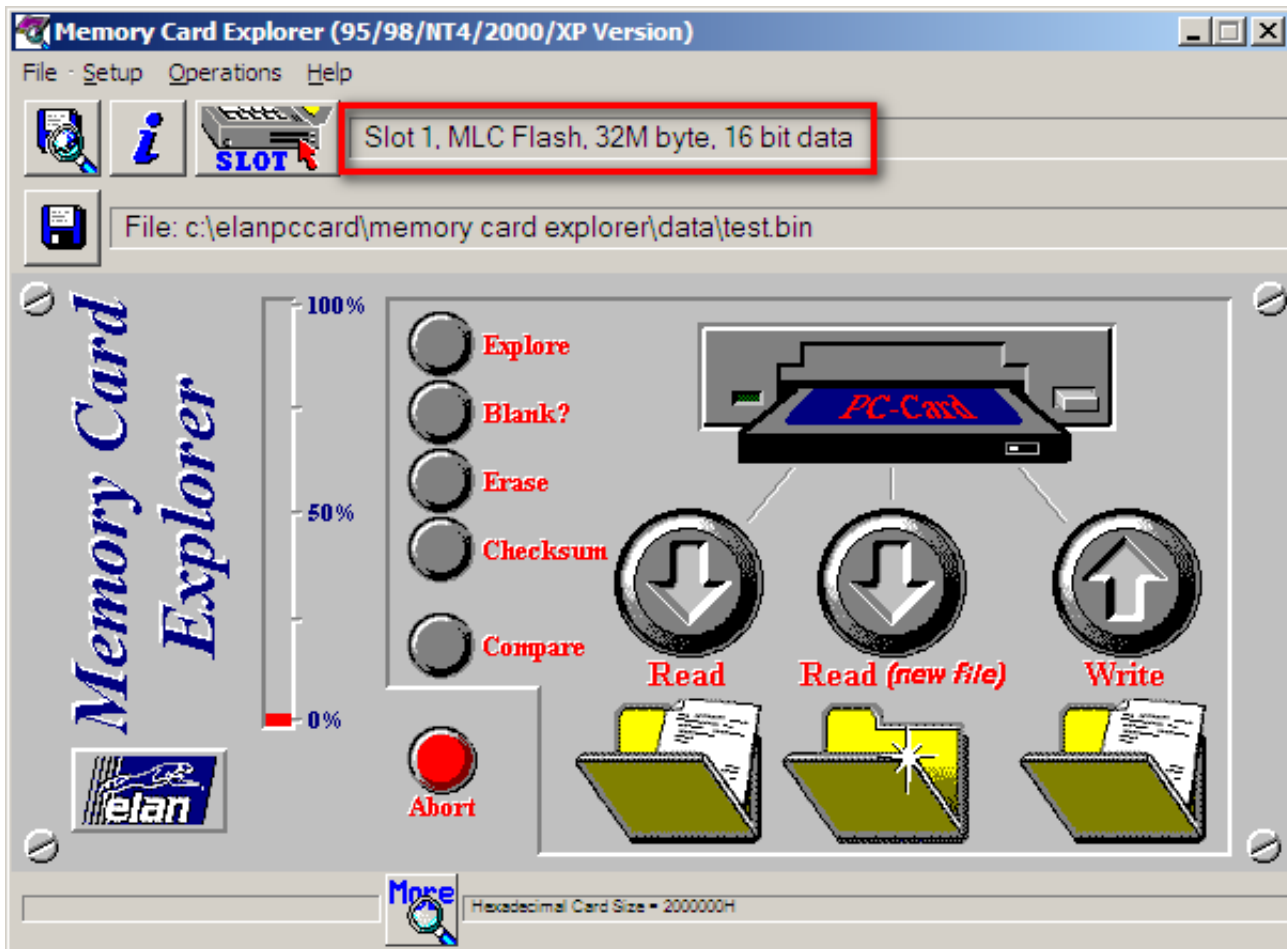 Memory Card Explorer (95/98/NT4/2000/XP Version)
File Setup Operations Help
SLOT
Slot 1, MLC Flash, 32M byte, 16 bit data
File: c:\elanpccard\memory card explorer\data\test.bin
Memory Card
Explorer
100%
50%
0%
Explore
Blank?
Erase
Checksum
Compare
Abort
PC-Card
Read
Read (new file)
Write
elan
More
Hexadecimal Card Size = 2000000H